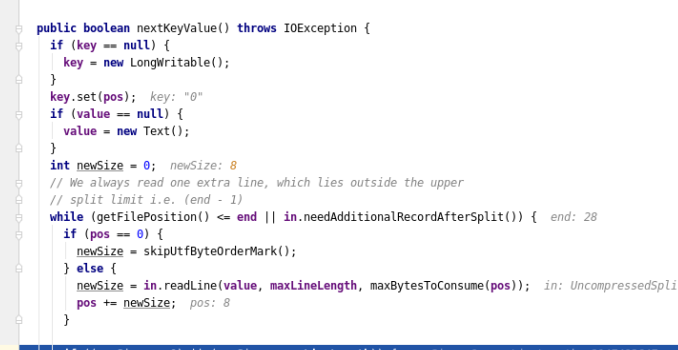 public boolean nextKeyValue() throws IOException {
if (key == null) {
key = new LongWritable();
}
key.set(pos); key: "0"
if (value == null) {
value = new Text();
}
int newSize = 0; newSize: 8
// We always read one extra line, which lies outside the upper
// split limit i.e. (end - 1)
while (getFilePosition() <= end || in.needAdditionalRecordAfterSplit()) { end: 28
if (pos == 0) {
newSize = skipUtfByteOrderMark();
} else {
newSize = in.readLine(value, maxLineLength, maxBytesToConsume(pos)); in: UncompressedSpli
pos += newSize; pos: 8
}